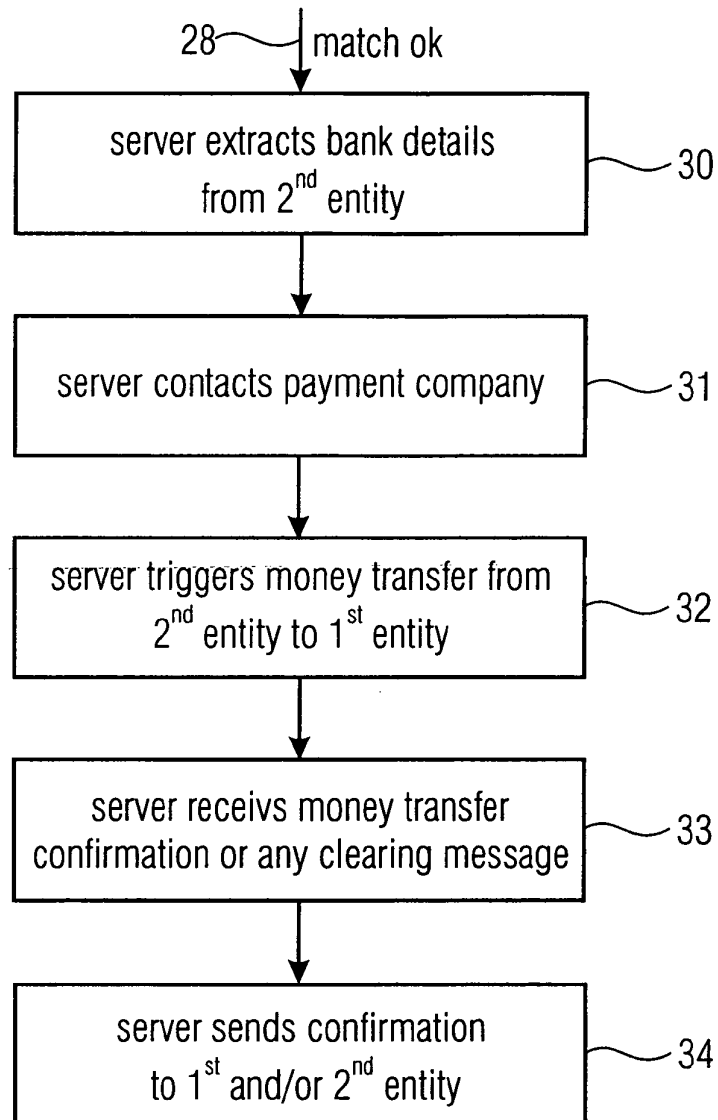 28 match ok
server extracts bank details
from 2nd entity
30
server contacts payment company
31
server triggers money transfer from
2nd entity to 1st entity
32
server receivs money transfer
confirmation or any clearing message
33
server sends confirmation
to 1st and/or 2nd entity
34